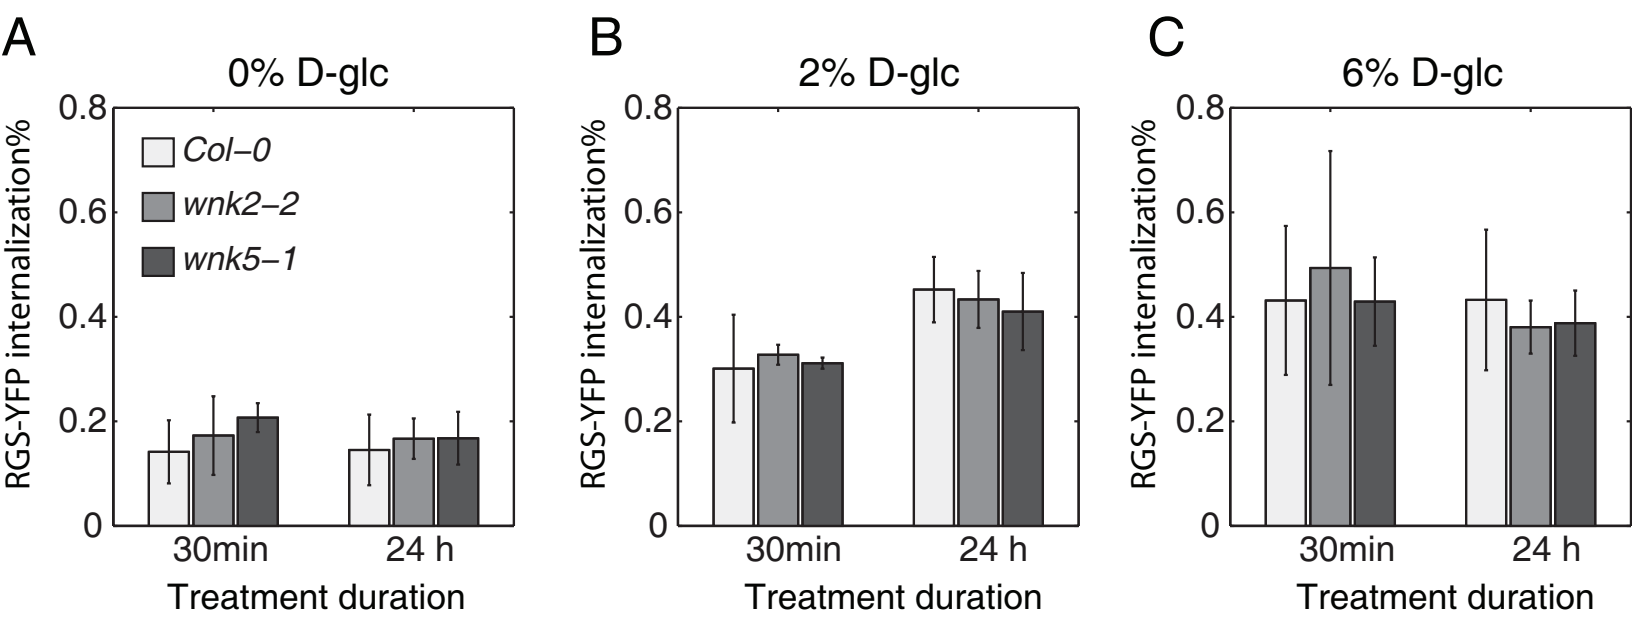 A
0% D-glc
RGS-YFP internalization%
0.8
0.6
0.4
0.2
0
Col–0
wnk2–2
wnk5–1
30min
24 h
Treatment duration
B
2% D-glc
RGS-YFP internalization%
0.8
0.6
0.4
0.2
0
30min
24 h
Treatment duration
C
6% D-glc
RGS-YFP internalization%
0.8
0.6
0.4
0.2
0
30min
24 h
Treatment duration